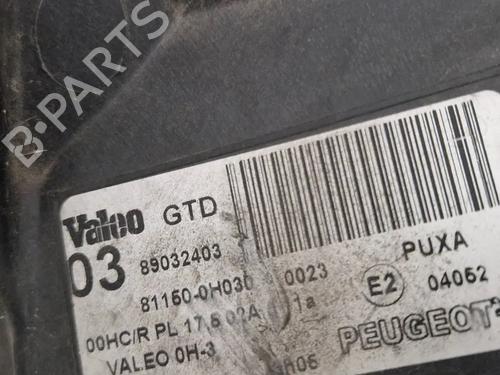 B-PARTS
Valeo GTD
PUXA
03 89032403
0023
E2
04052
81150-0H030
1a
00HC/R PL 17.5 02A
PEUGEOT
VALEO 0H-3